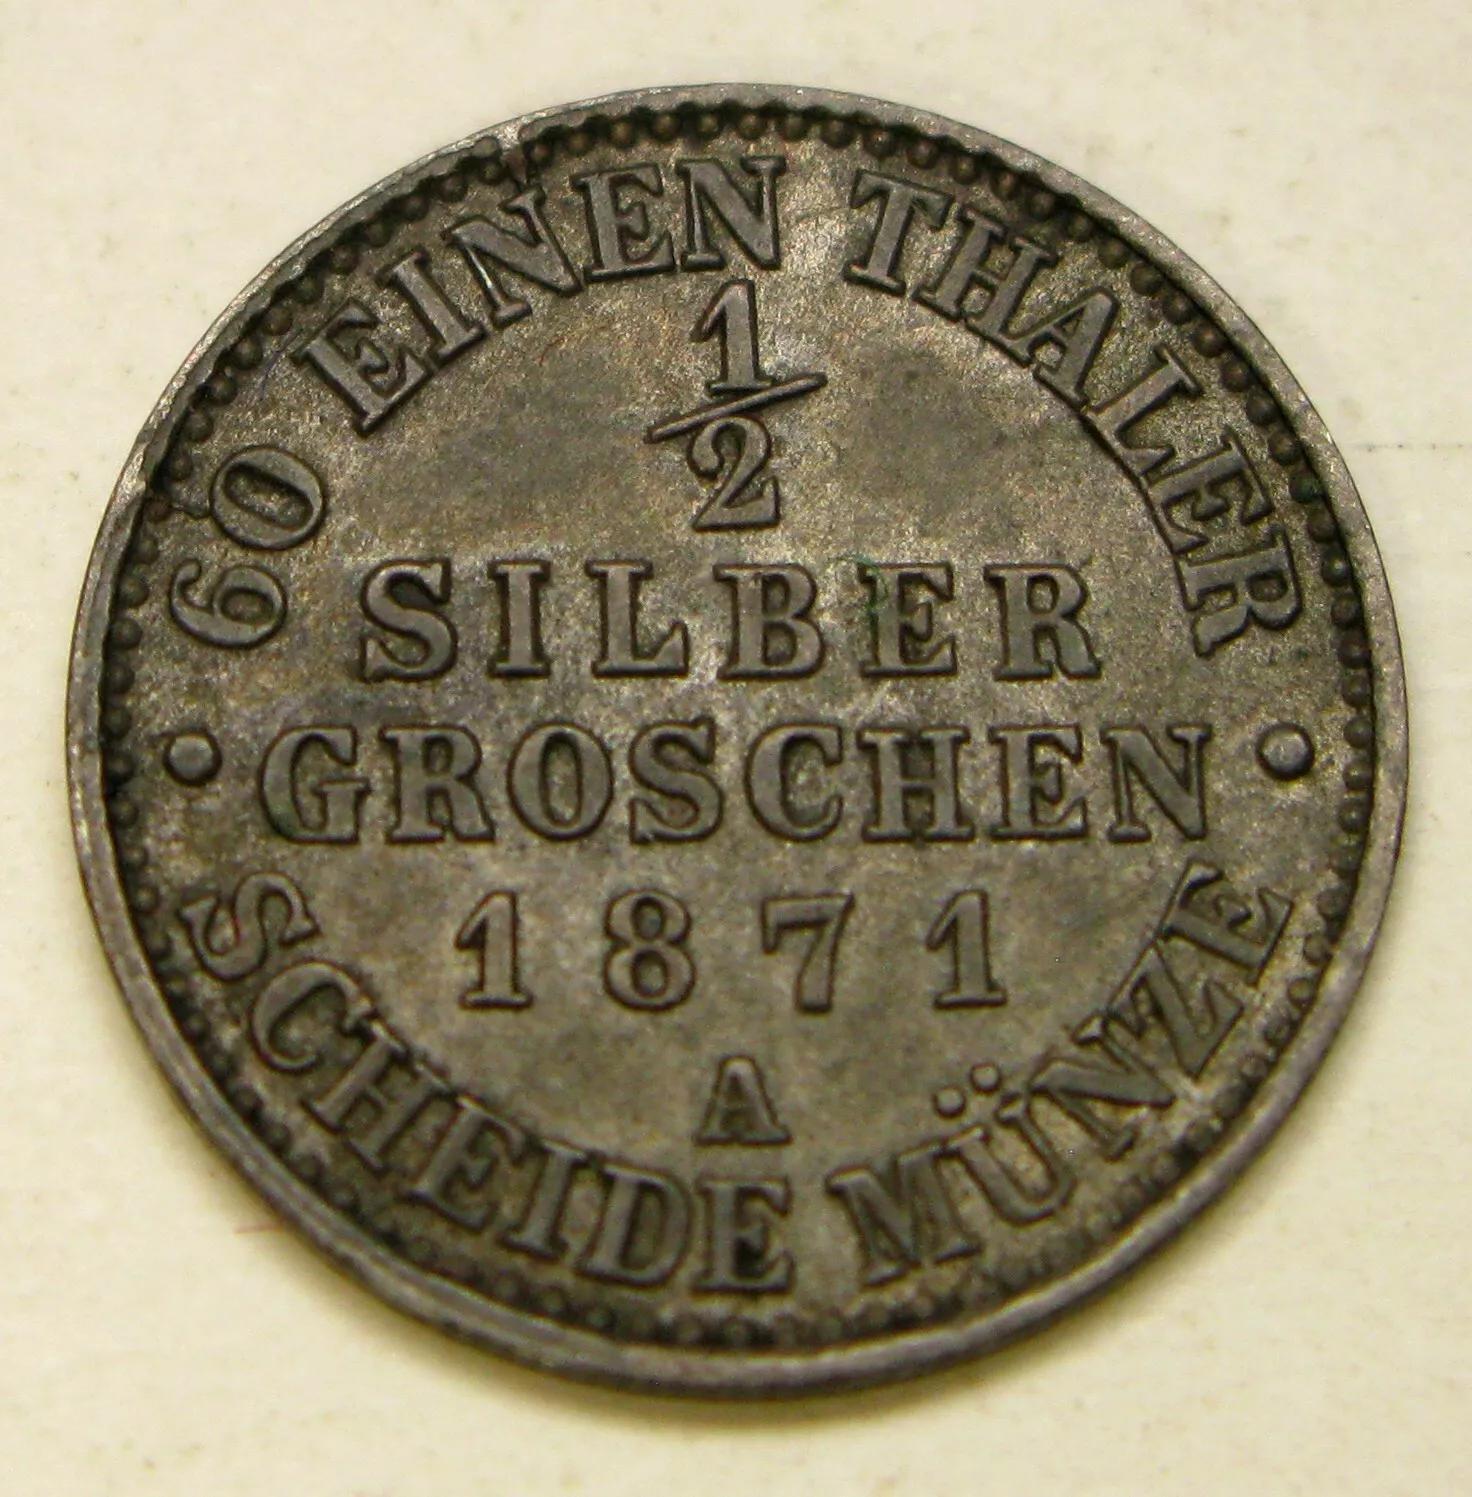 60 EINEN THALER
1/2
SILBER
GROSCHEN
1871
A
SCHEIDE MÜNZE